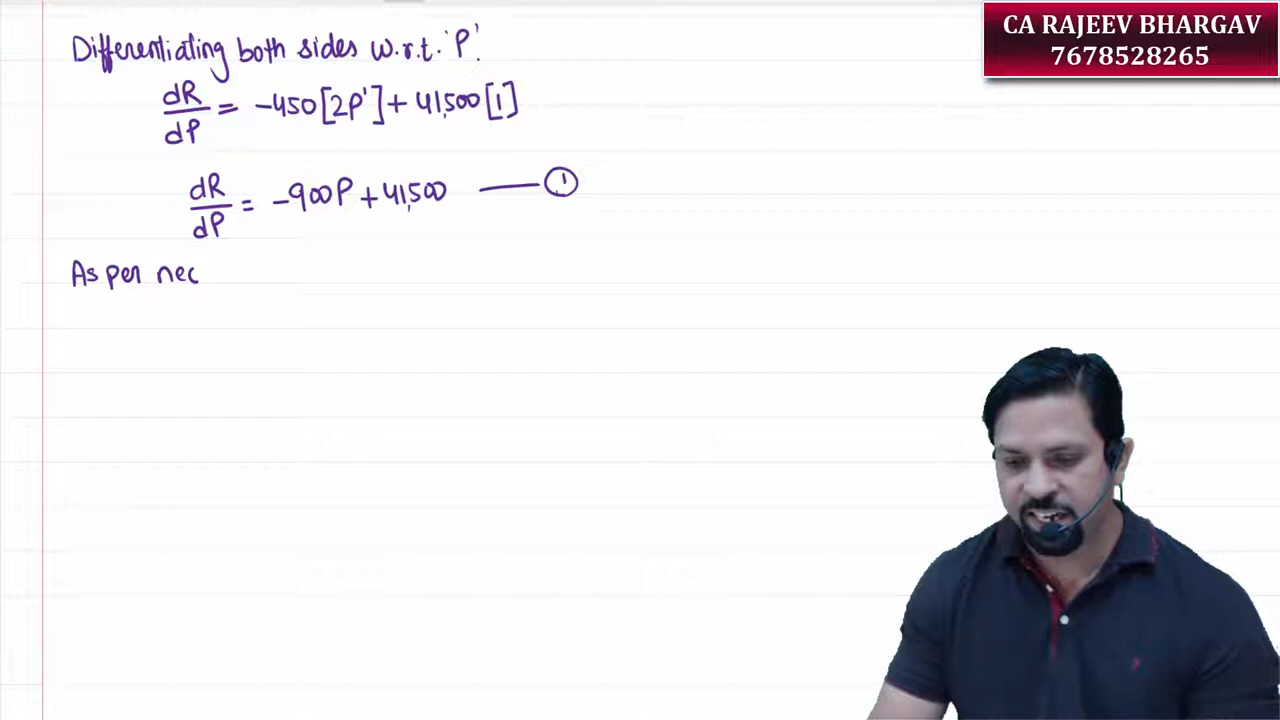 CA RAJEEV BHARGAV
7678528265
Differentiating both sides w.r.t. 'P'.
dR/dP = -450[2P¹] + 41,500[1]
dR/dP = -900P + 41,500 —— ①
As per nec